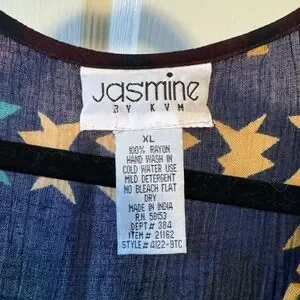 Jasmine
BY KVM
XL
100% RAYON
HAND WASH IN
COLD WATER USE
MILD DETERGENT
NO BLEACH FLAT
DRY
MADE IN INDIA
R.N. 58153
DEPT# 384
ITEM # 21162
STYLE# 4122-9TC